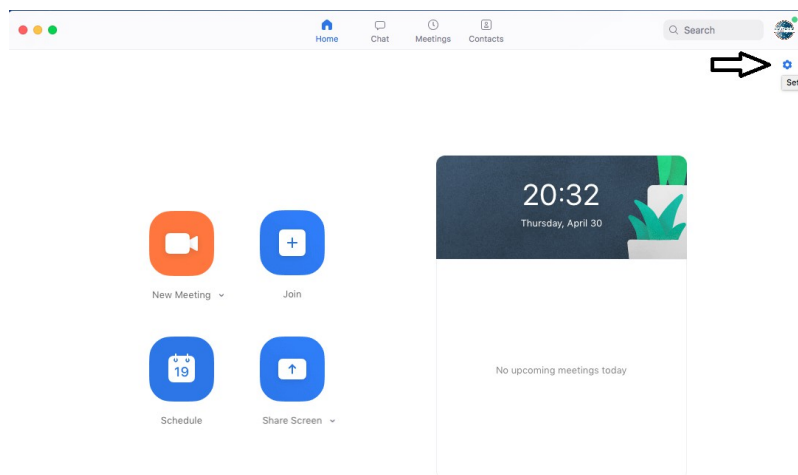 Home Chat Meetings Contacts
Search
Set
20:32
Thursday, April 30
New Meeting Join
19
Schedule Share Screen
No upcoming meetings today